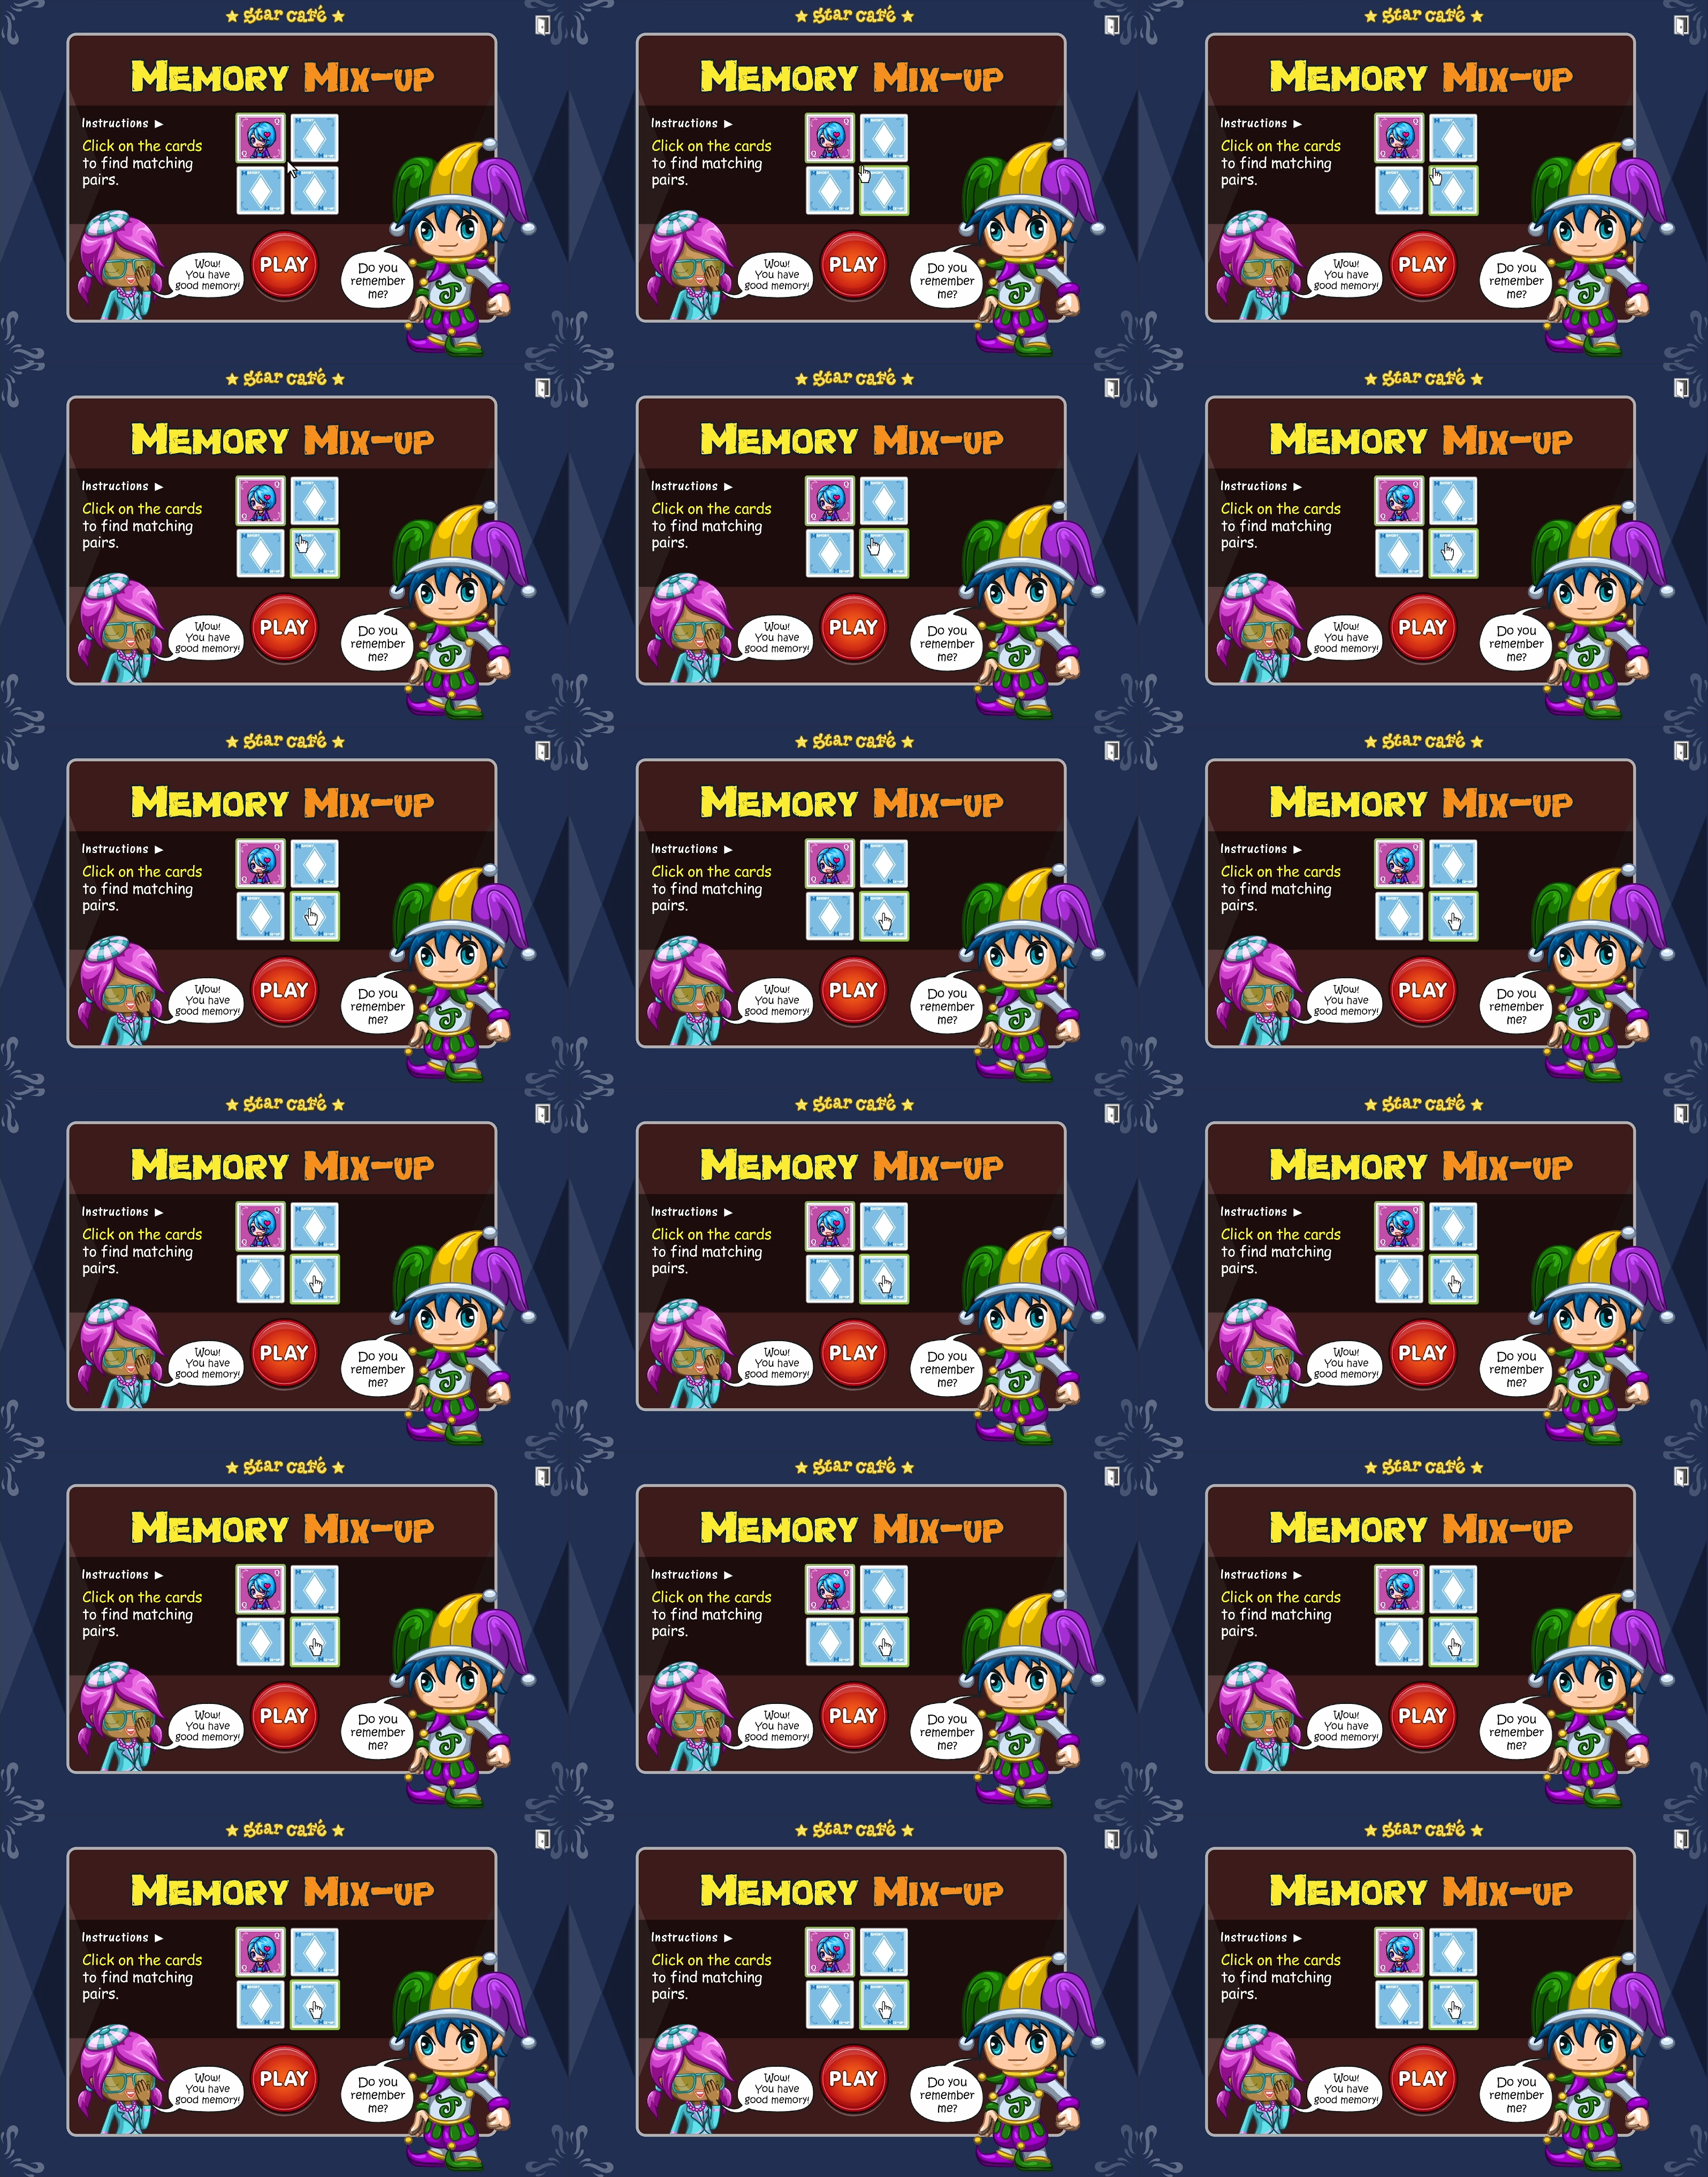 ★ Star Café ★
MEMORY MIX-UP
Instructions ▶
Click on the cards
to find matching
pairs.
Wow!
You have
good memory!
PLAY
Do you
remember
me?
★ Star Café ★
MEMORY MIX-UP
Instructions ▶
Click on the cards
to find matching
pairs.
Wow!
You have
good memory!
PLAY
Do you
remember
me?
★ Star Café ★
MEMORY MIX-UP
Instructions ▶
Click on the cards
to find matching
pairs.
Wow!
You have
good memory!
PLAY
Do you
remember
me?
★ Star Café ★
MEMORY MIX-UP
Instructions ▶
Click on the cards
to find matching
pairs.
Wow!
You have
good memory!
PLAY
Do you
remember
me?
★ Star Café ★
MEMORY MIX-UP
Instructions ▶
Click on the cards
to find matching
pairs.
Wow!
You have
good memory!
PLAY
Do you
remember
me?
★ Star Café ★
MEMORY MIX-UP
Instructions ▶
Click on the cards
to find matching
pairs.
Wow!
You have
good memory!
PLAY
Do you
remember
me?
★ Star Café ★
MEMORY MIX-UP
Instructions ▶
Click on the cards
to find matching
pairs.
Wow!
You have
good memory!
PLAY
Do you
remember
me?
★ Star Café ★
MEMORY MIX-UP
Instructions ▶
Click on the cards
to find matching
pairs.
Wow!
You have
good memory!
PLAY
Do you
remember
me?
★ Star Café ★
MEMORY MIX-UP
Instructions ▶
Click on the cards
to find matching
pairs.
Wow!
You have
good memory!
PLAY
Do you
remember
me?
★ Star Café ★
MEMORY MIX-UP
Instructions ▶
Click on the cards
to find matching
pairs.
Wow!
You have
good memory!
PLAY
Do you
remember
me?
★ Star Café ★
MEMORY MIX-UP
Instructions ▶
Click on the cards
to find matching
pairs.
Wow!
You have
good memory!
PLAY
Do you
remember
me?
★ Star Café ★
MEMORY MIX-UP
Instructions ▶
Click on the cards
to find matching
pairs.
Wow!
You have
good memory!
PLAY
Do you
remember
me?
★ Star Café ★
MEMORY MIX-UP
Instructions ▶
Click on the cards
to find matching
pairs.
Wow!
You have
good memory!
PLAY
Do you
remember
me?
★ Star Café ★
MEMORY MIX-UP
Instructions ▶
Click on the cards
to find matching
pairs.
Wow!
You have
good memory!
PLAY
Do you
remember
me?
★ Star Café ★
MEMORY MIX-UP
Instructions ▶
Click on the cards
to find matching
pairs.
Wow!
You have
good memory!
PLAY
Do you
remember
me?
★ Star Café ★
MEMORY MIX-UP
Instructions ▶
Click on the cards
to find matching
pairs.
Wow!
You have
good memory!
PLAY
Do you
remember
me?
★ Star Café ★
MEMORY MIX-UP
Instructions ▶
Click on the cards
to find matching
pairs.
Wow!
You have
good memory!
PLAY
Do you
remember
me?
★ Star Café ★
MEMORY MIX-UP
Instructions ▶
Click on the cards
to find matching
pairs.
Wow!
You have
good memory!
PLAY
Do you
remember
me?